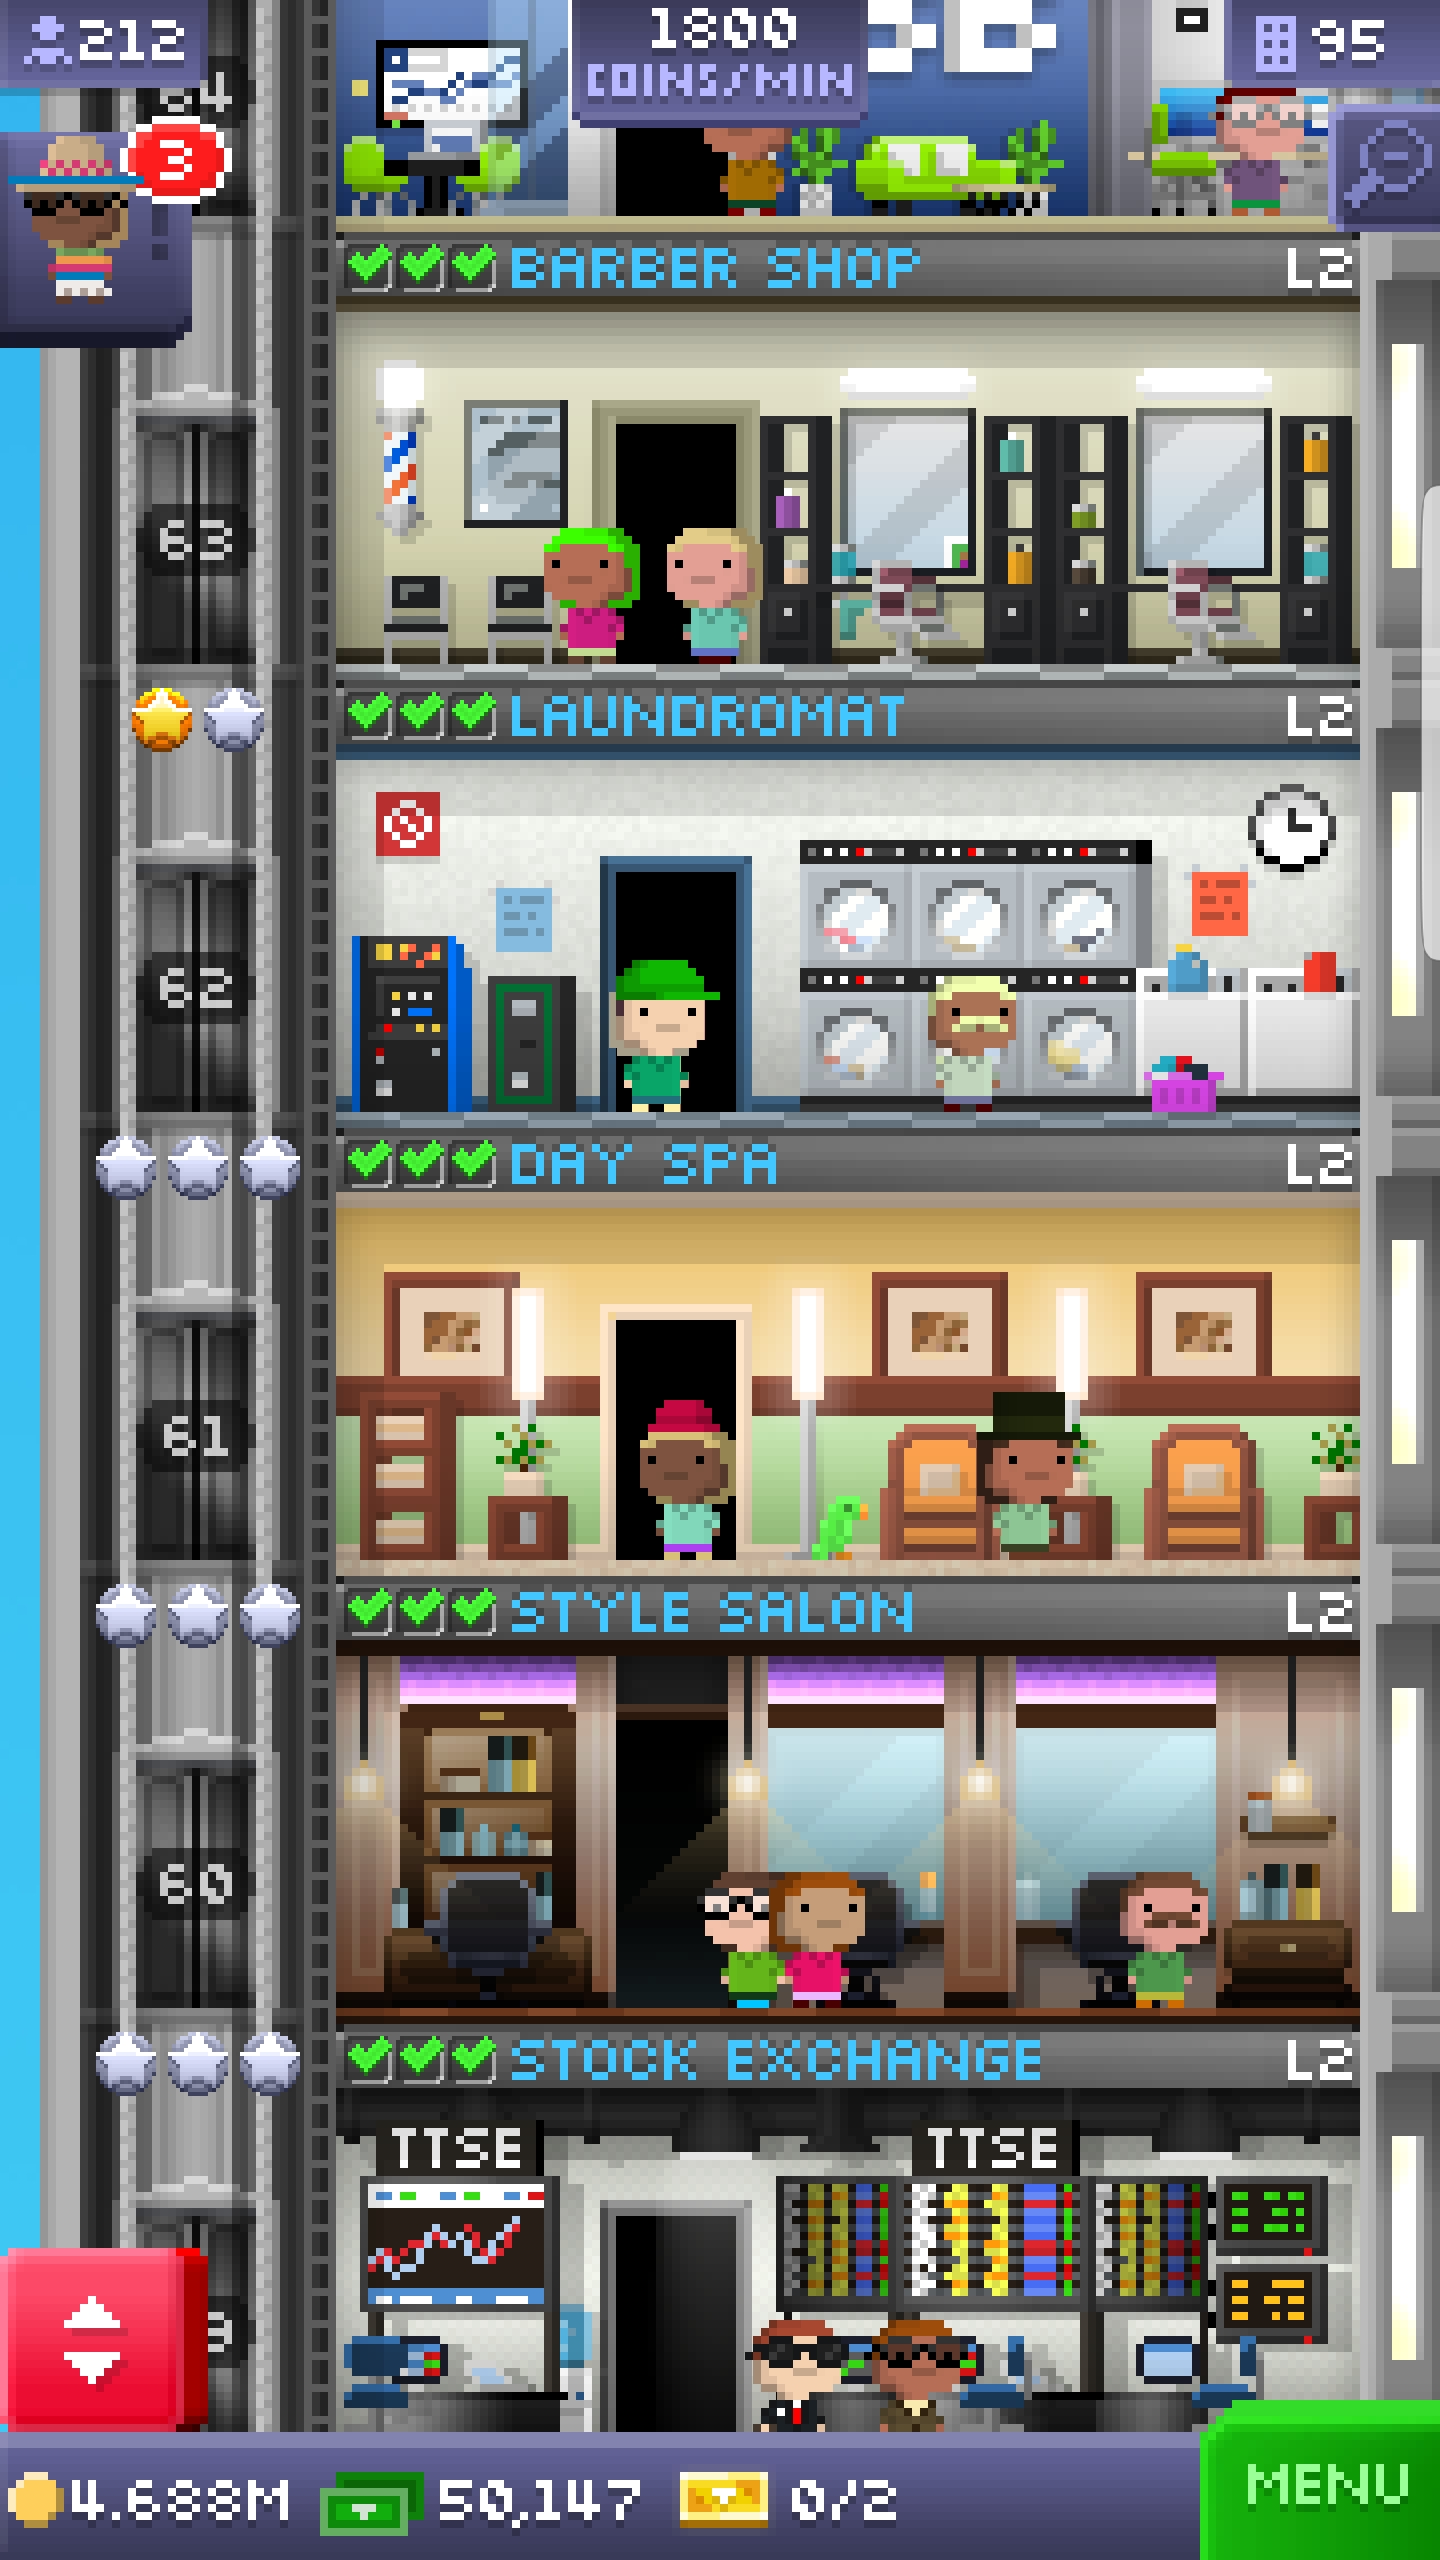 212
1800
COINS/MIN
95
3
BARBER SHOP L2
63
LAUNDROMAT L2
62
DAY SPA L2
61
STYLE SALON L2
60
STOCK EXCHANGE L2
TTSE TTSE
4.688M 50,147 0/2
MENU